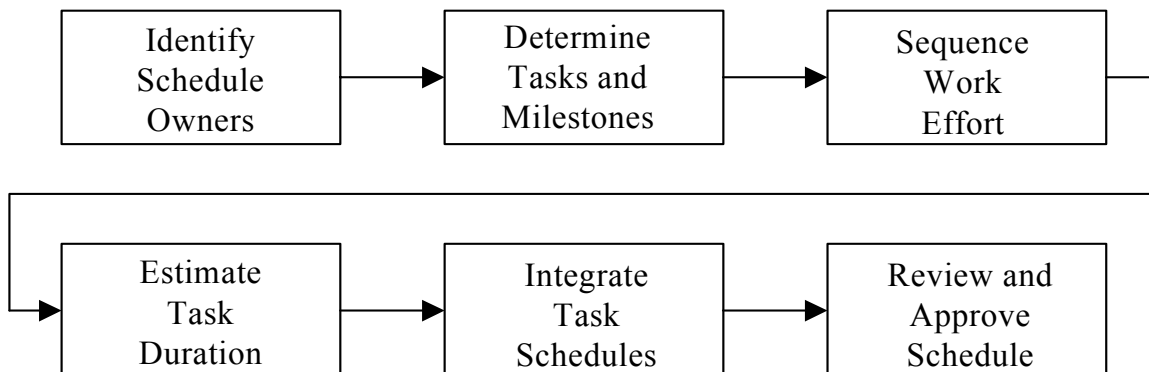 Identify
Schedule
Owners
Determine
Tasks and
Milestones
Sequence
Work
Effort
Estimate
Task
Duration
Integrate
Task
Schedules
Review and
Approve
Schedule